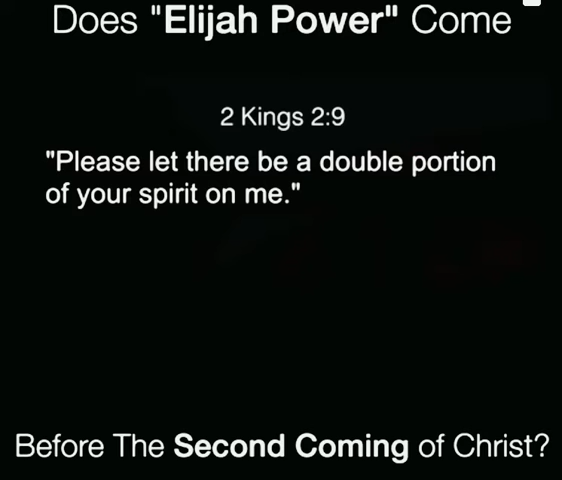 Does "Elijah Power" Come
2 Kings 2:9
"Please let there be a double portion
of your spirit on me."
Before The Second Coming of Christ?